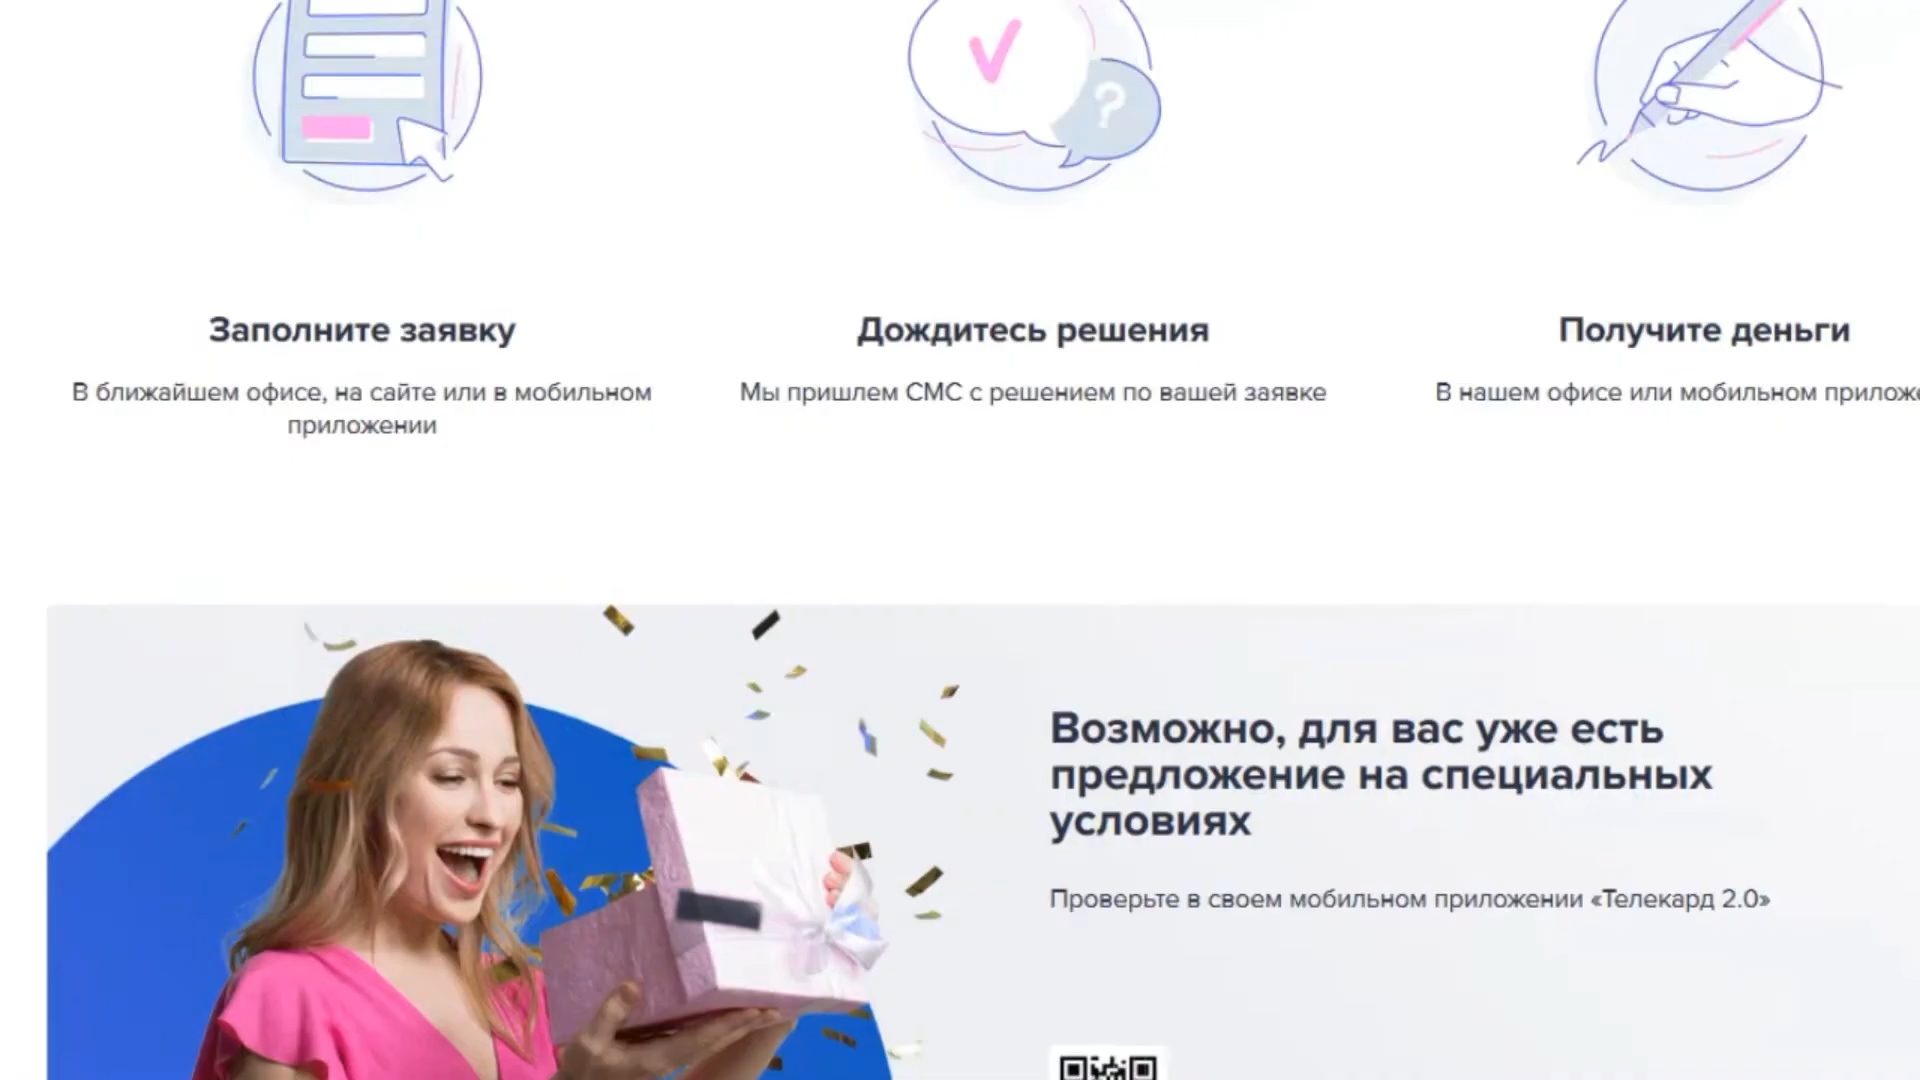 Заполните заявку
В ближайшем офисе, на сайте или в мобильном
приложении
Дождитесь решения
Мы пришлем СМС с решением по вашей заявке
Получите деньги
В нашем офисе или мобильном
Возможно, для вас уже есть
предложение на специальных
условиях
Проверьте в своем мобильном приложении «Телекард 2.0»